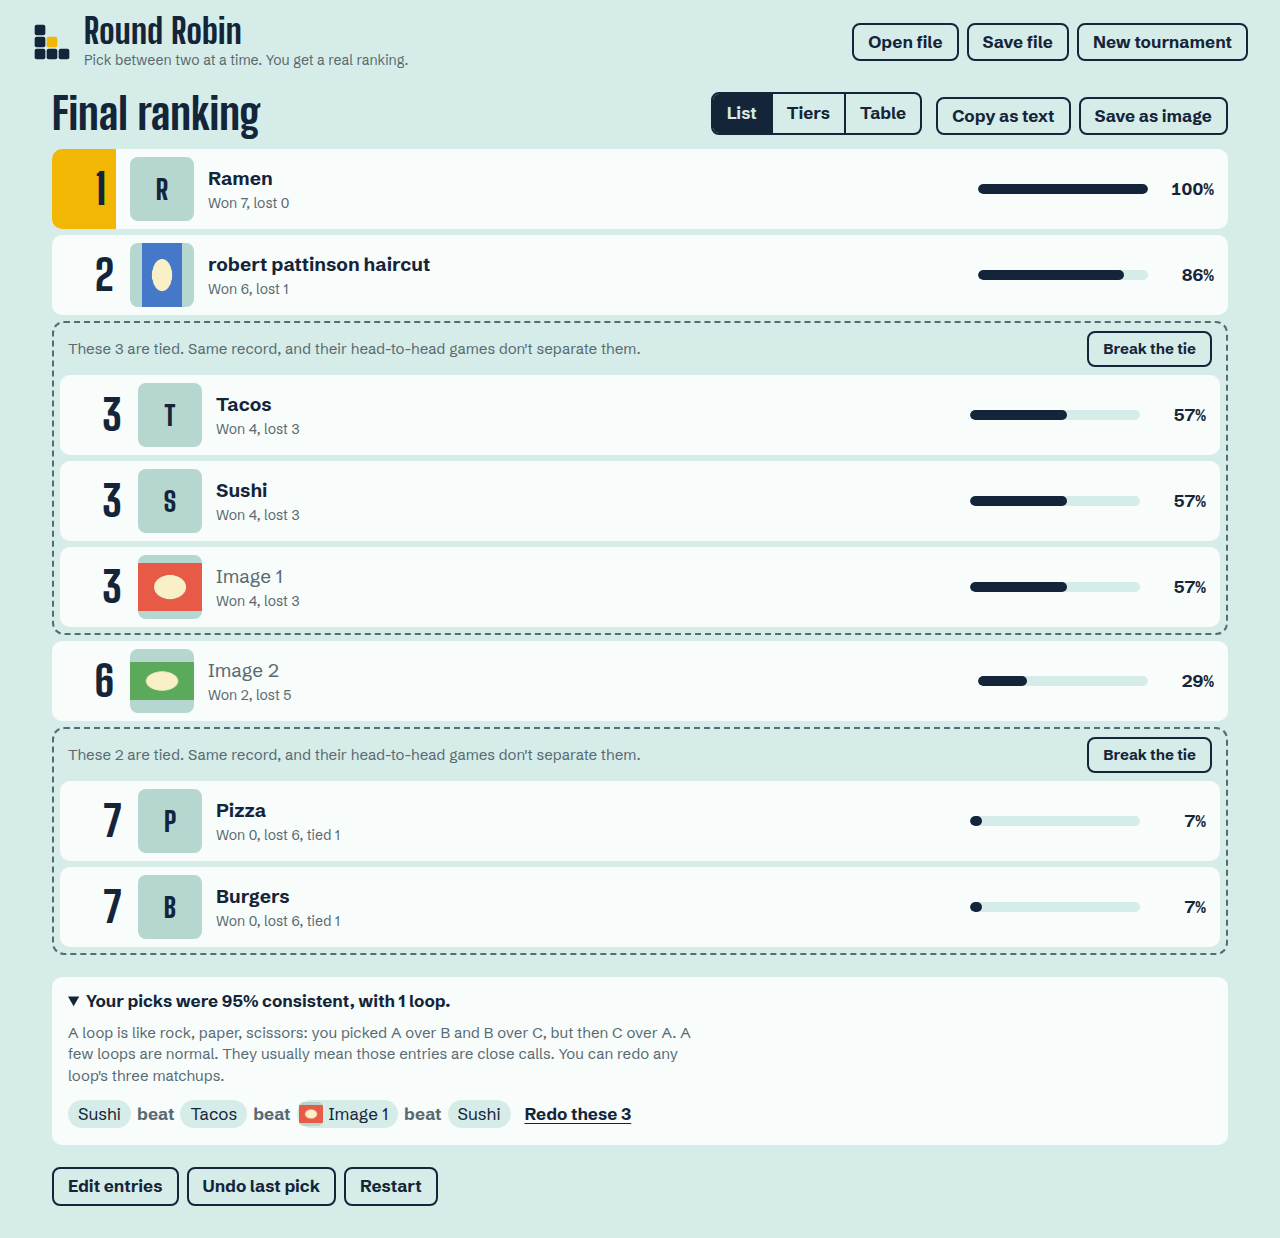 Round Robin
Pick between two at a time. You get a real ranking.
Open file
Save file
New tournament
Final ranking
List
Tiers
Table
Copy as text
Save as image
1
R
Ramen
Won 7, lost 0
100%
2
robert pattinson haircut
Won 6, lost 1
86%
These 3 are tied. Same record, and their head-to-head games don't separate them.
Break the tie
3
T
Tacos
Won 4, lost 3
57%
3
S
Sushi
Won 4, lost 3
57%
3
Image 1
Won 4, lost 3
57%
6
Image 2
Won 2, lost 5
29%
These 2 are tied. Same record, and their head-to-head games don't separate them.
Break the tie
7
P
Pizza
Won 0, lost 6, tied 1
7%
7
B
Burgers
Won 0, lost 6, tied 1
7%
Your picks were 95% consistent, with 1 loop.
A loop is like rock, paper, scissors: you picked A over B and B over C, but then C over A. A
few loops are normal. They usually mean those entries are close calls. You can redo any
loop's three matchups.
Sushi beat Tacos beat Image 1 beat Sushi Redo these 3
Edit entries
Undo last pick
Restart